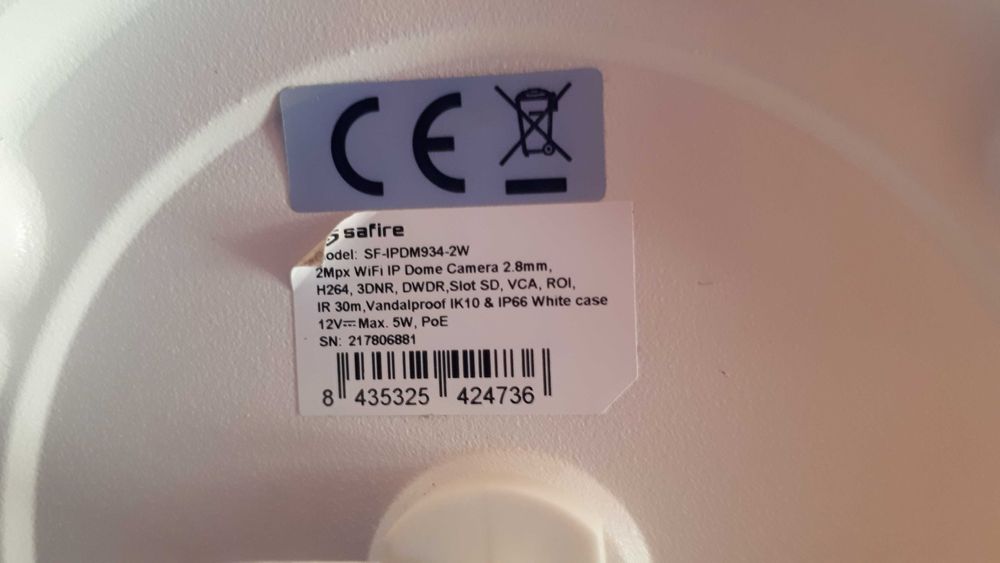 CE
safire
odel: SF-IPDM934-2W
2Mpx WiFi IP Dome Camera 2.8mm,
H264, 3DNR, DWDR,Slot SD, VCA, ROI,
IR 30m,Vandalproof IK10 & IP66 White case
12V⎓Max. 5W, PoE
SN: 217806881
8 435325 424736